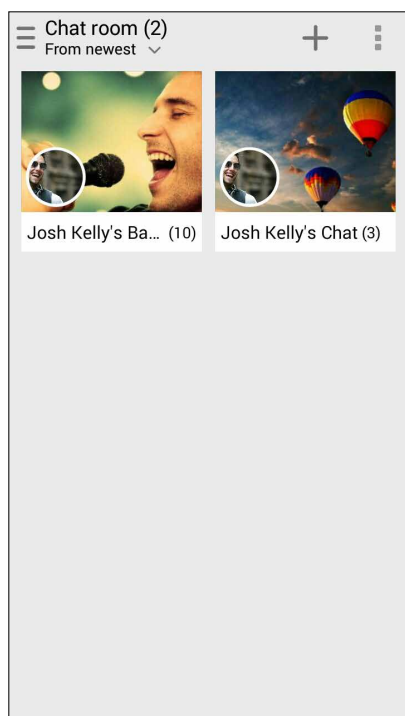 Chat room (2)
From newest
Josh Kelly's Ba... (10)
Josh Kelly's Chat (3)